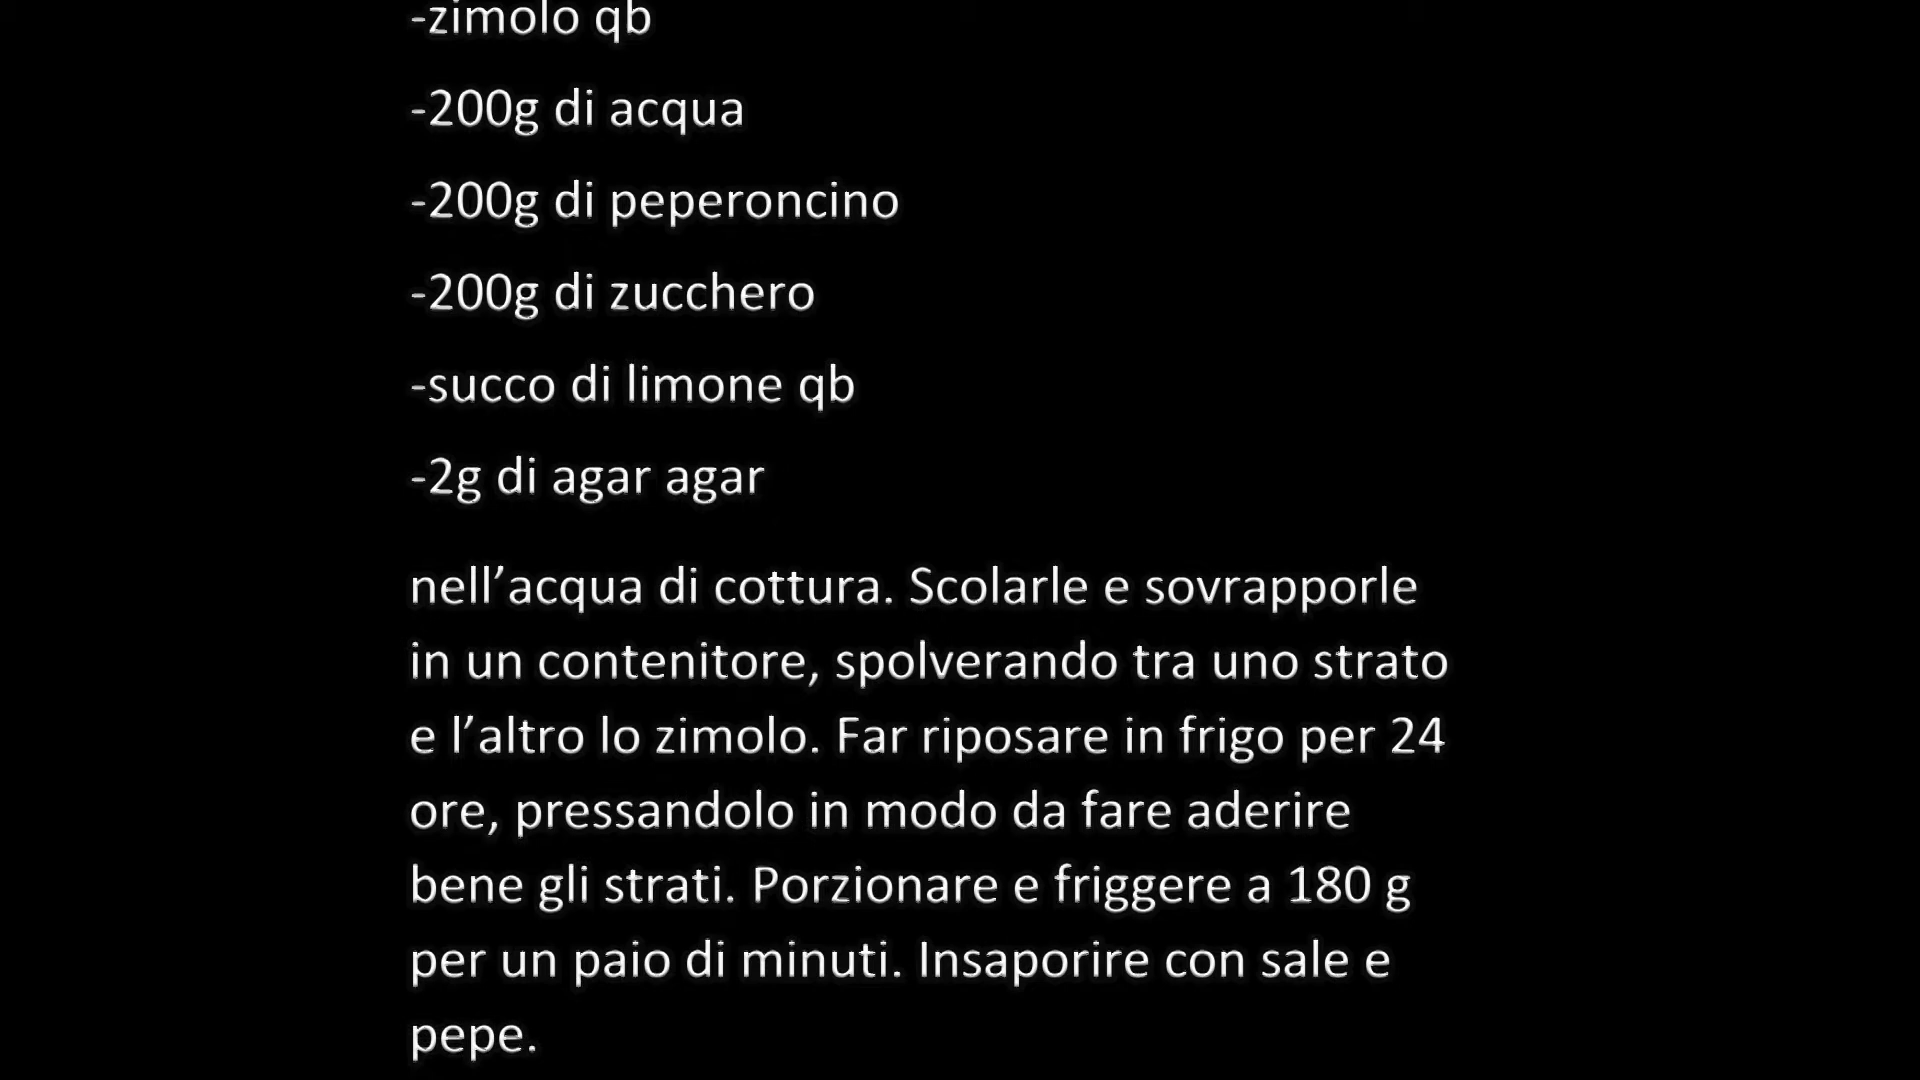 -zimolo qb
-200g di acqua
-200g di peperoncino
-200g di zucchero
-succo di limone qb
-2g di agar agar
nell’acqua di cottura. Scolarle e sovrapporle
in un contenitore, spolverando tra uno strato
e l’altro lo zimolo. Far riposare in frigo per 24
ore, pressandolo in modo da fare aderire
bene gli strati. Porzionare e friggere a 180 g
per un paio di minuti. Insaporire con sale e
pepe.